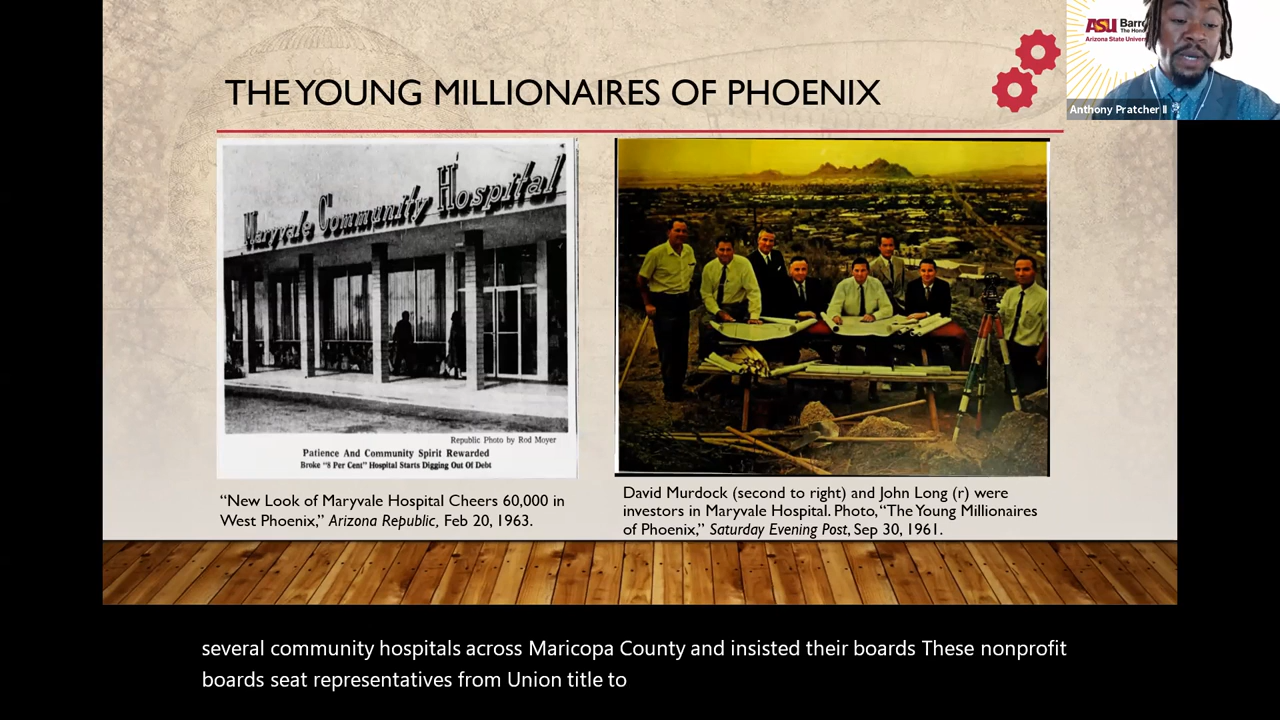 THE YOUNG MILLIONAIRES OF PHOENIX
ASU Barre
The Hono
Arizona State Univers
Anthony Pratcher II
Maryvale Community Hospital
Republic Photo by Rod Moyer
Patience And Community Spirit Rewarded
Broke "8 Per Cent" Hospital Starts Digging Out Of Debt
“New Look of Maryvale Hospital Cheers 60,000 in
West Phoenix,” Arizona Republic, Feb 20, 1963.
David Murdock (second to right) and John Long (r) were
investors in Maryvale Hospital. Photo, “The Young Millionaires
of Phoenix,” Saturday Evening Post, Sep 30, 1961.
several community hospitals across Maricopa County and insisted their boards These nonprofit
boards seat representatives from Union title to